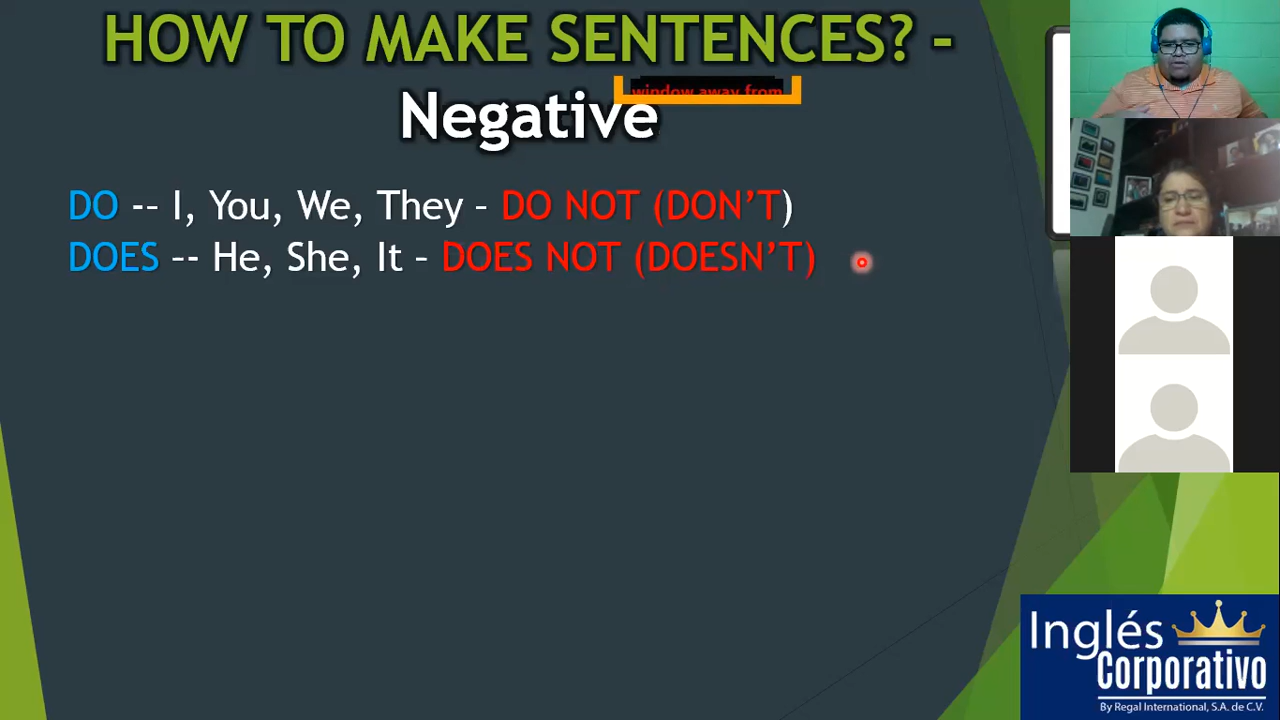 HOW TO MAKE SENTENCES? -
Negative
window away from
DO -- I, You, We, They – DO NOT (DON'T)
DOES -- He, She, It – DOES NOT (DOESN'T)
Inglés
Corporativo
By Regal International, S.A. de C.V.